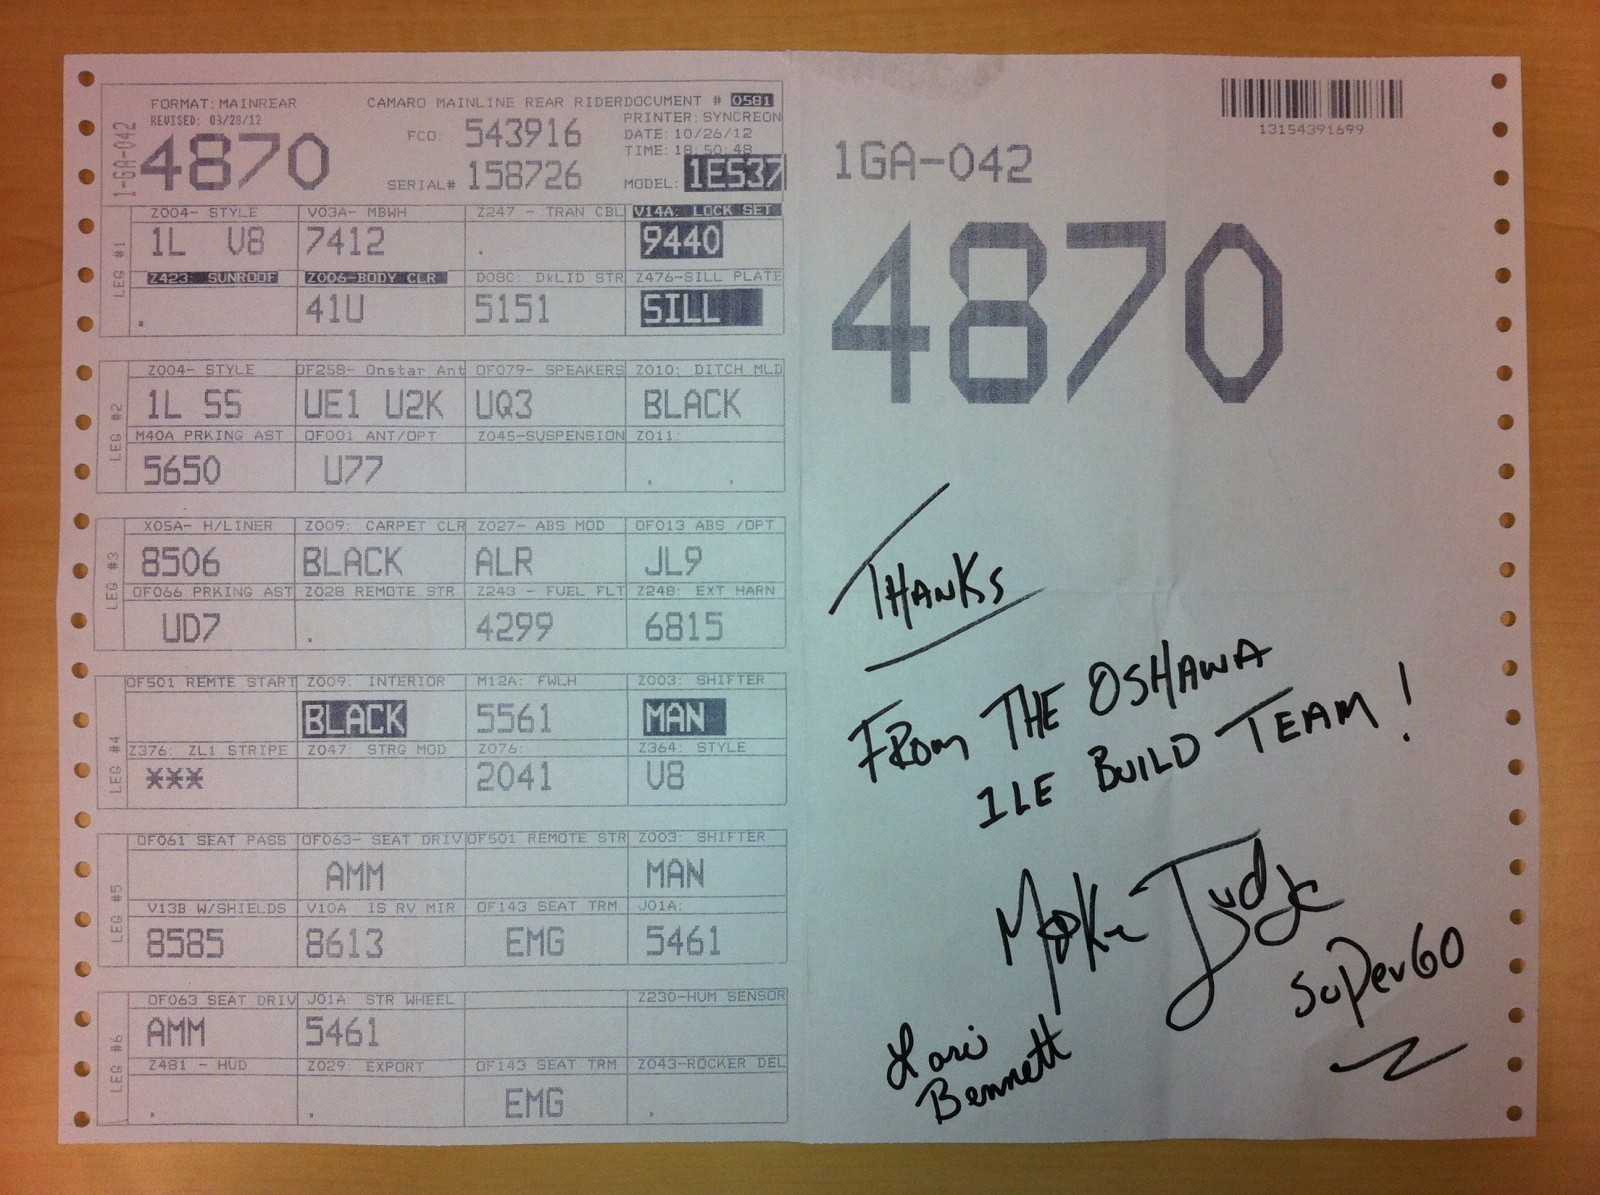 FORMAT: MAINREAR CAMARO MAINLINE REAR RIDER DOCUMENT # 0581
REVISED: 03/28/12 PRINTER: SYNCREON
1-GA-042 4870 FCO: 543916 DATE: 10/26/12
TIME: 18:50:48
SERIAL# 158726 MODEL: 1ES37
LEG #1
Z004- STYLE V03A- MBWH Z247 - TRAN CBL V14A: LOCK SET
1L V8 7412 . 9440
Z423: SUNROOF Z006-BODY CLR D08C: DkLID STR Z476-SILL PLATE
. 41U 5151 SILL
LEG #2
Z004- STYLE OF258- Onstar Ant OF079- SPEAKERS Z010: DITCH MLD
1L SS UE1 U2K UQ3 BLACK
M40A PRKING AST OF001 ANT/OPT Z045-SUSPENSION Z011:
5650 U77 . .
LEG #3
X05A- H/LINER Z009: CARPET CLR Z027- ABS MOD OF013 ABS /OPT
8506 BLACK ALR JL9
OF066 PRKING AST Z028 REMOTE STR Z243 - FUEL FLT Z248: EXT HARN
UD7 . 4299 6815
LEG #4
OF501 REMTE START Z009: INTERIOR M12A: FWLH Z003: SHIFTER
BLACK 5561 MAN
Z376: ZL1 STRIPE Z047: STRG MOD Z076: Z364: STYLE
*** 2041 V8
LEG #5
OF061 SEAT PASS OF063- SEAT DRIV OF501 REMOTE STR Z003: SHIFTER
AMM MAN
V13B W/SHIELDS V10A IS RV MIR OF143 SEAT TRM J01A:
8585 8613 EMG 5461
LEG #6
OF063 SEAT DRIV J01A: STR WHEEL Z230-HUM SENSOR
AMM 5461
Z481 - HUD Z029: EXPORT OF143 SEAT TRM Z043-ROCKER DEL
. . EMG .
13154391699
1GA-042
4870
THANKS
FROM THE OSHAWA
1LE BUILD TEAM!
Judge
SuPer60
Lori
Bennett